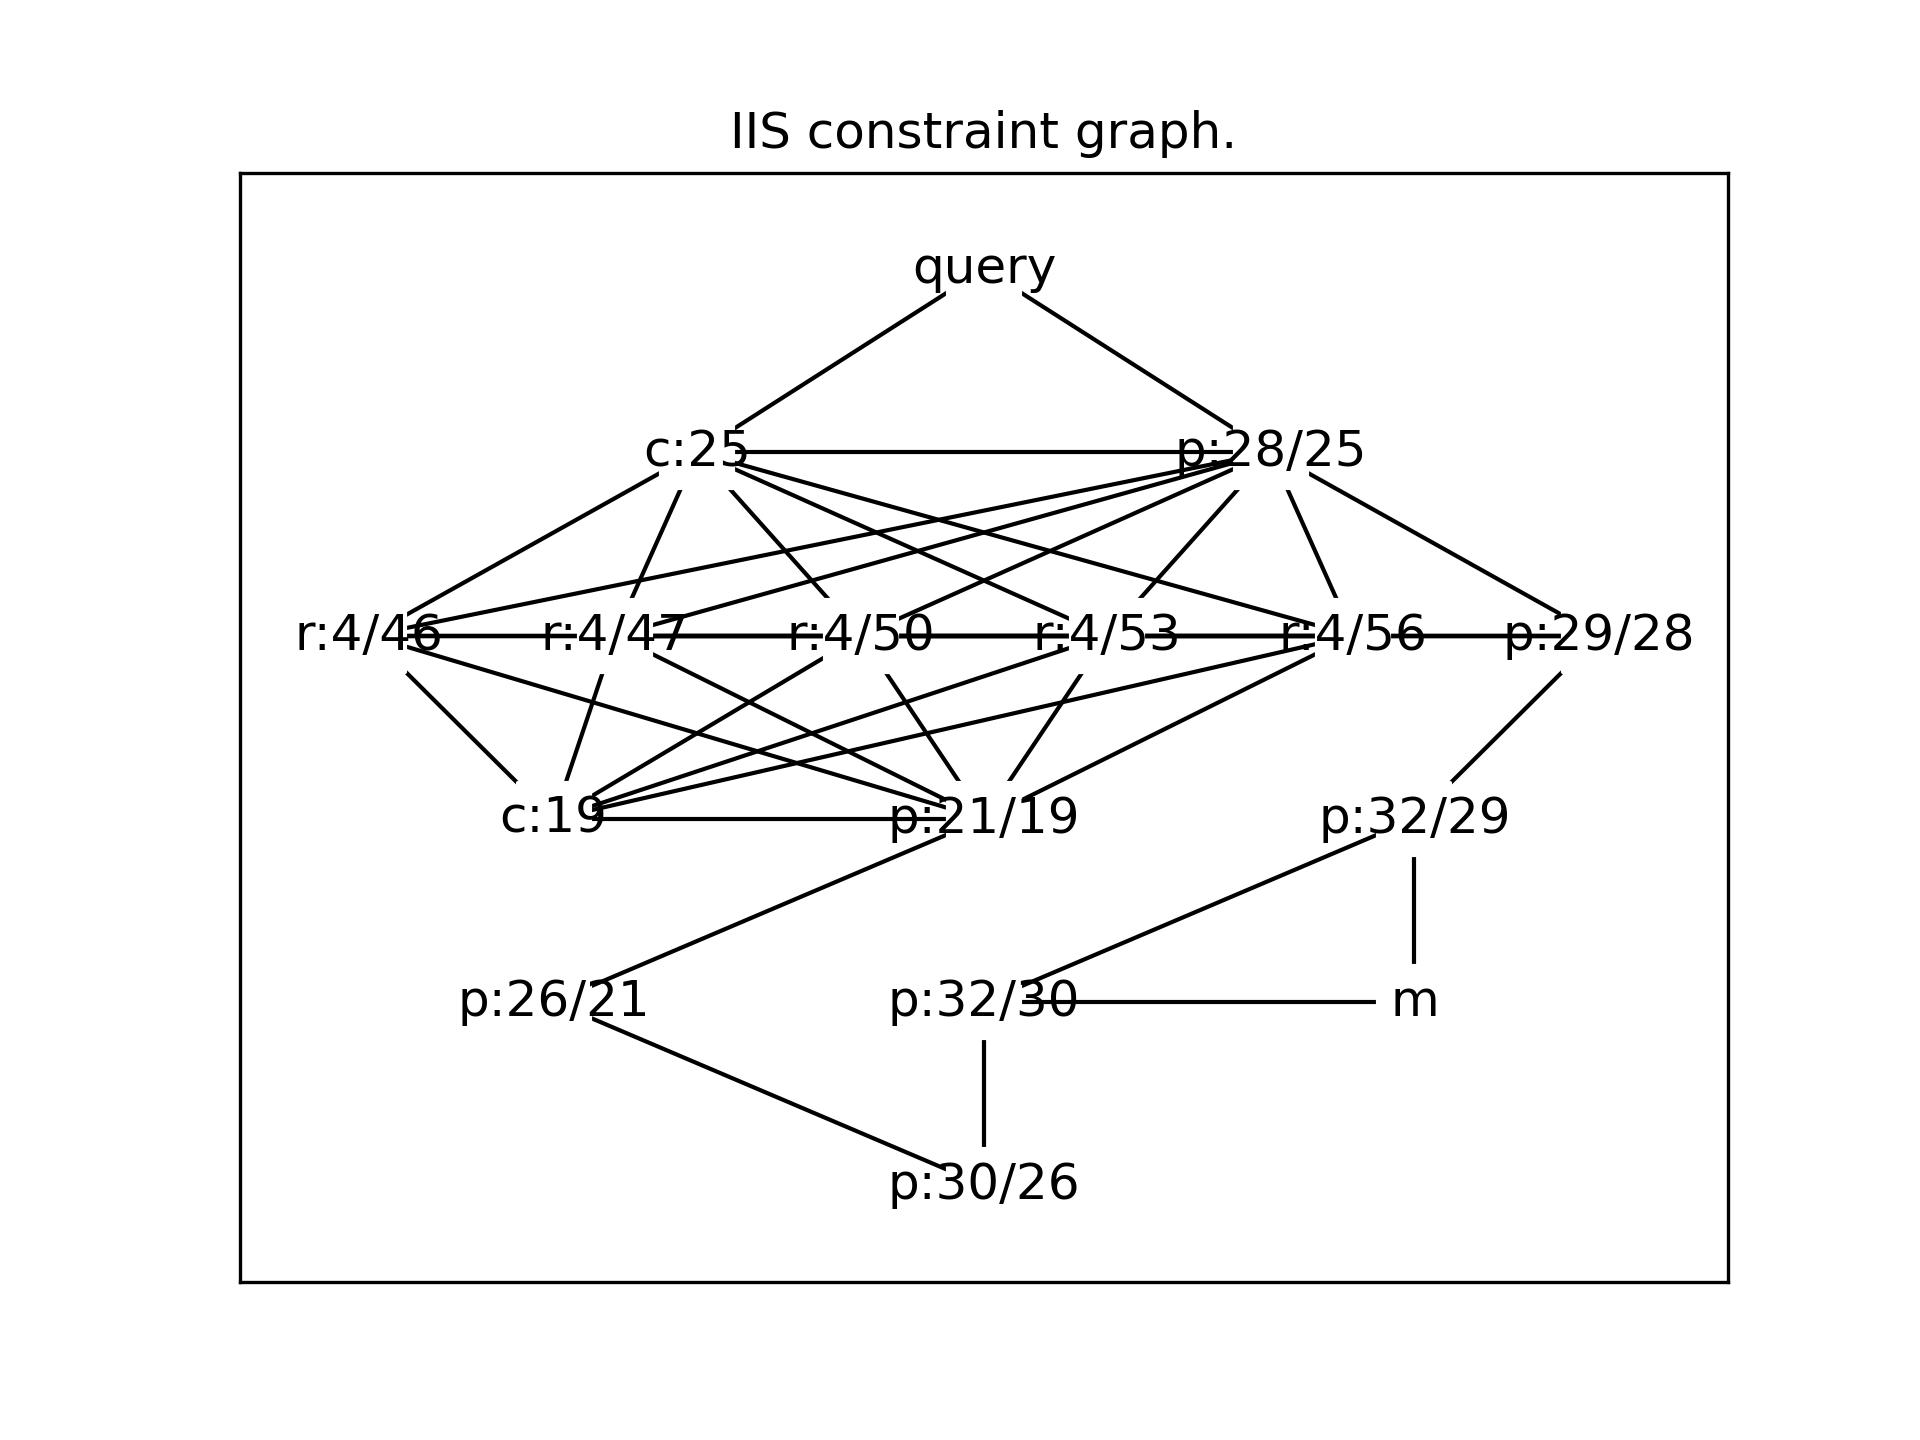 IIS constraint graph.
query
c:25 p:28/25
r:4/46 r:4/47 r:4/50 r:4/53 r:4/56 p:29/28
c:19 p:21/19 p:32/29
p:26/21 p:32/30 m
p:30/26